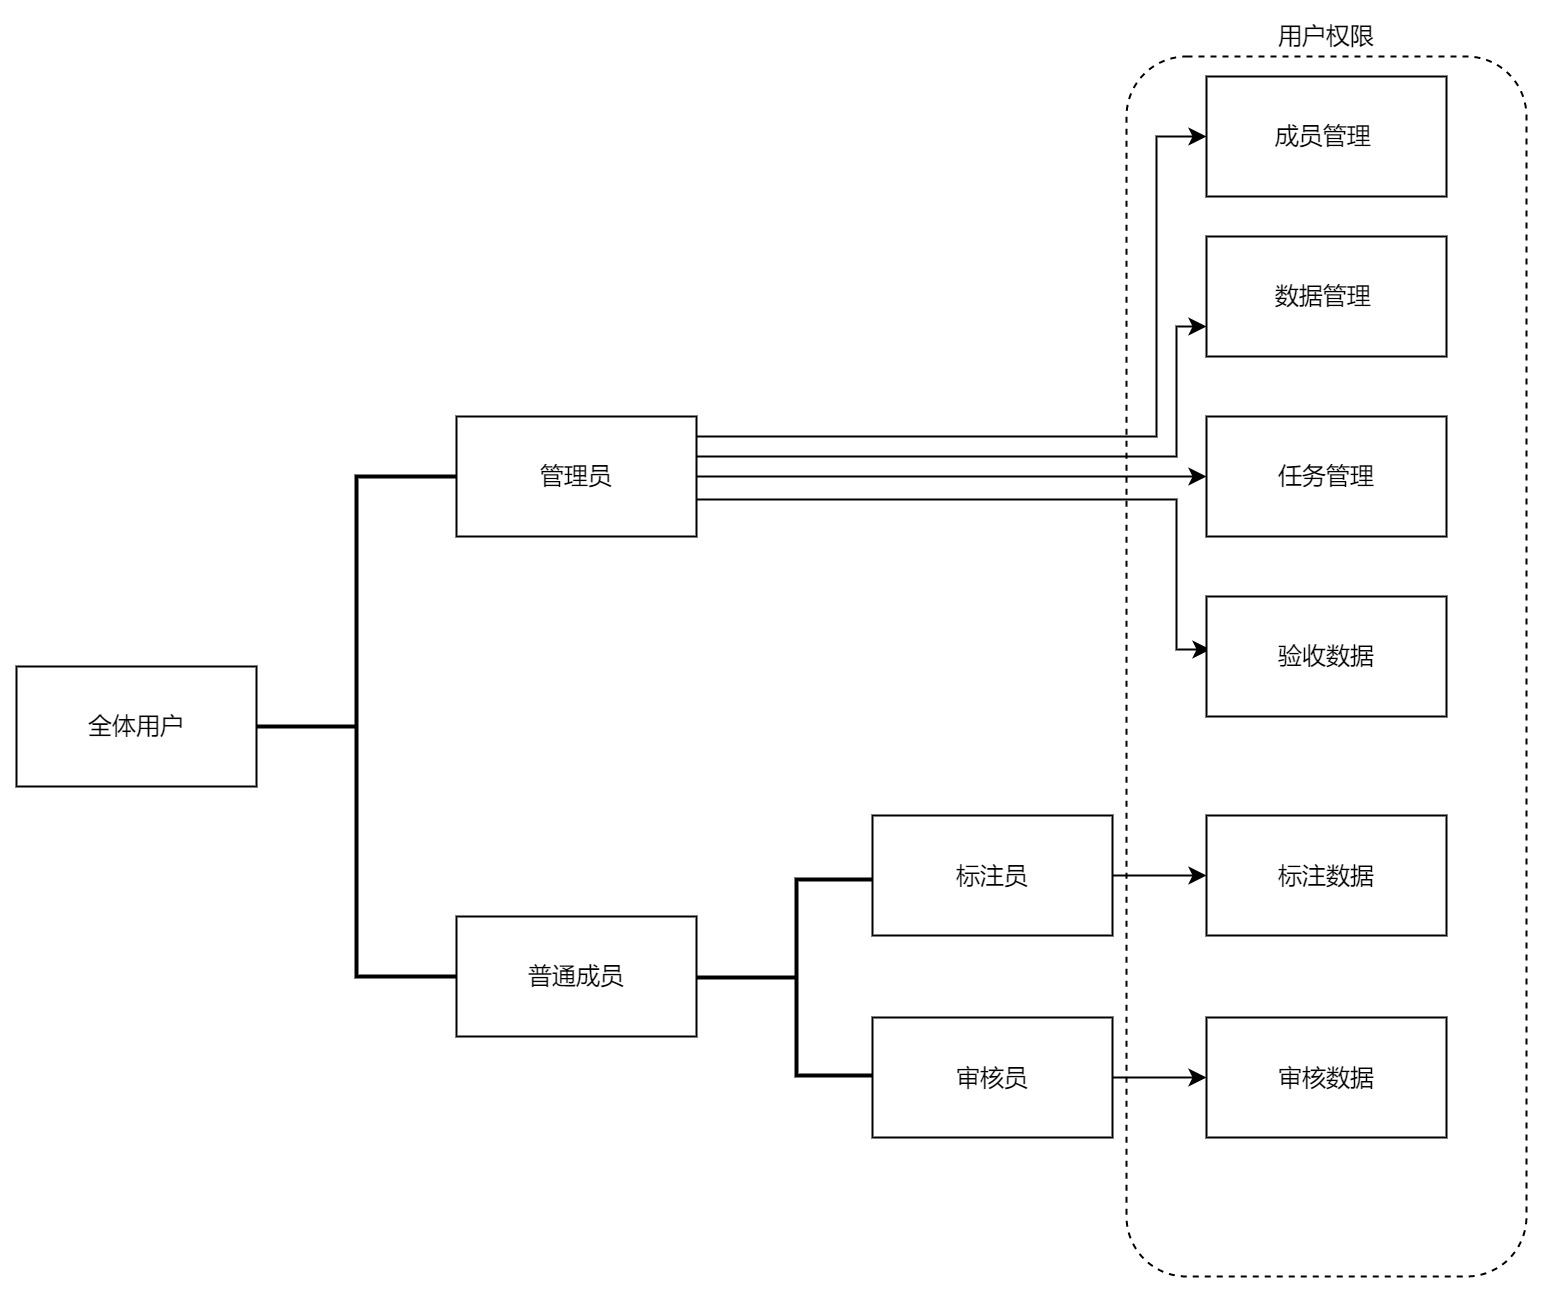 用户权限
成员管理
数据管理
管理员
任务管理
验收数据
全体用户
标注员
标注数据
普通成员
审核员
审核数据